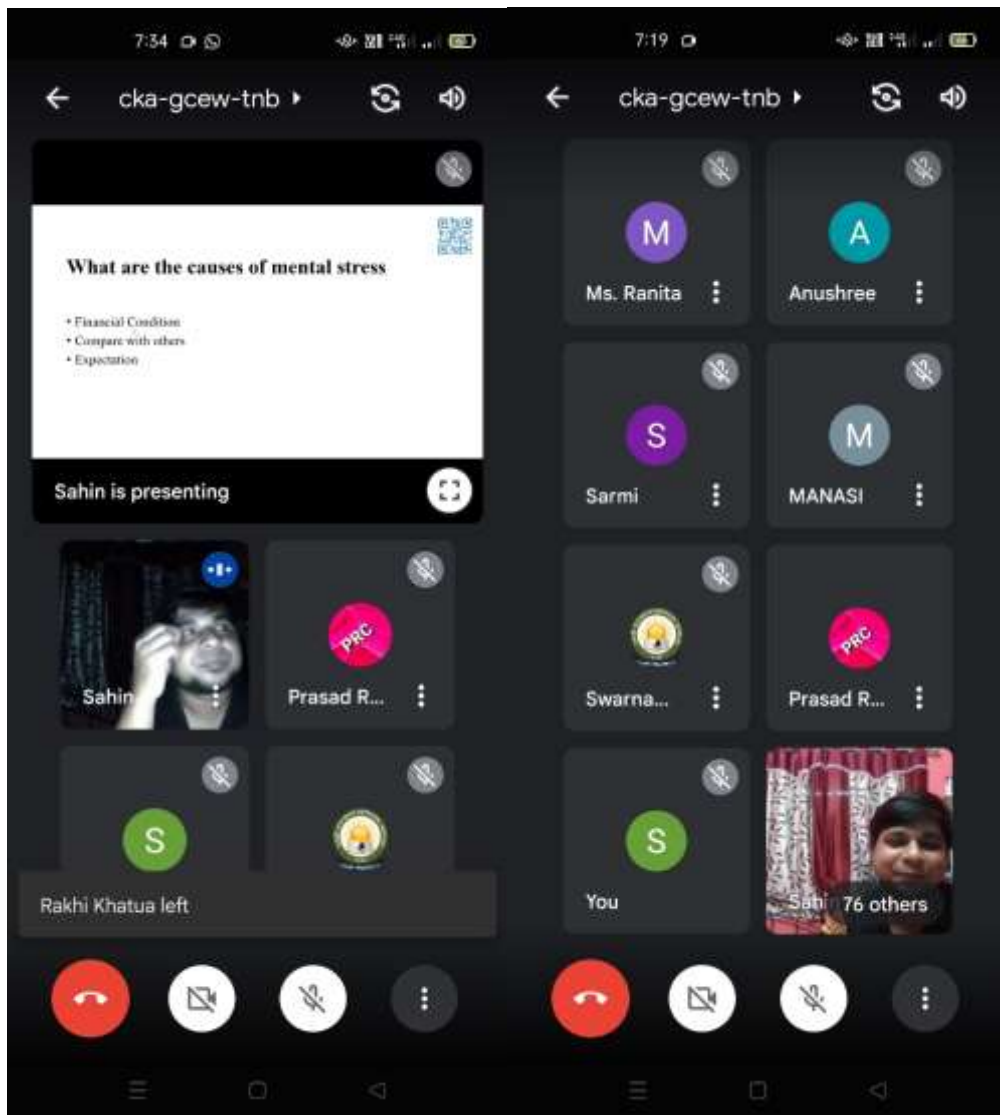 7:34
cka-gcew-tnb
What are the causes of mental stress
• Financial Condition
• Compare with others
• Expectation
Sahin is presenting
Sahin
PRC
Prasad R...
S
Rakhi Khatua left
7:19
cka-gcew-tnb
M
A
Ms. Ranita
Anushree
S
M
Sarmi
MANASI
PRC
Swarna...
Prasad R...
S
You
Sahi
76 others